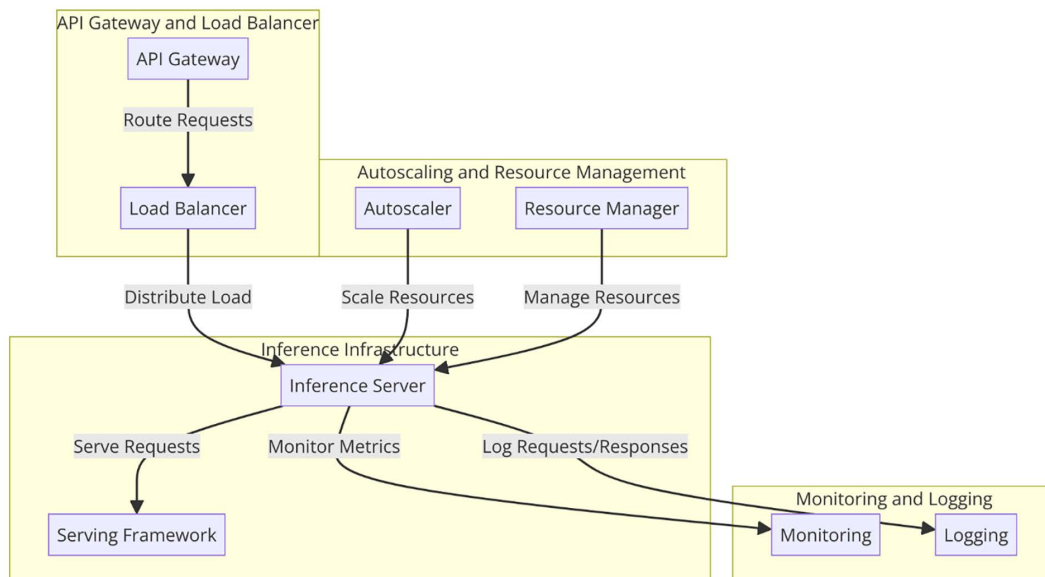 API Gateway and Load Balancer
API Gateway
Route Requests
Autoscaling and Resource Management
Load Balancer
Autoscaler
Resource Manager
Distribute Load
Scale Resources
Manage Resources
Inference Infrastructure
Inference Server
Serve Requests
Monitor Metrics
Log Requests/Responses
Monitoring and Logging
Serving Framework
Monitoring
Logging